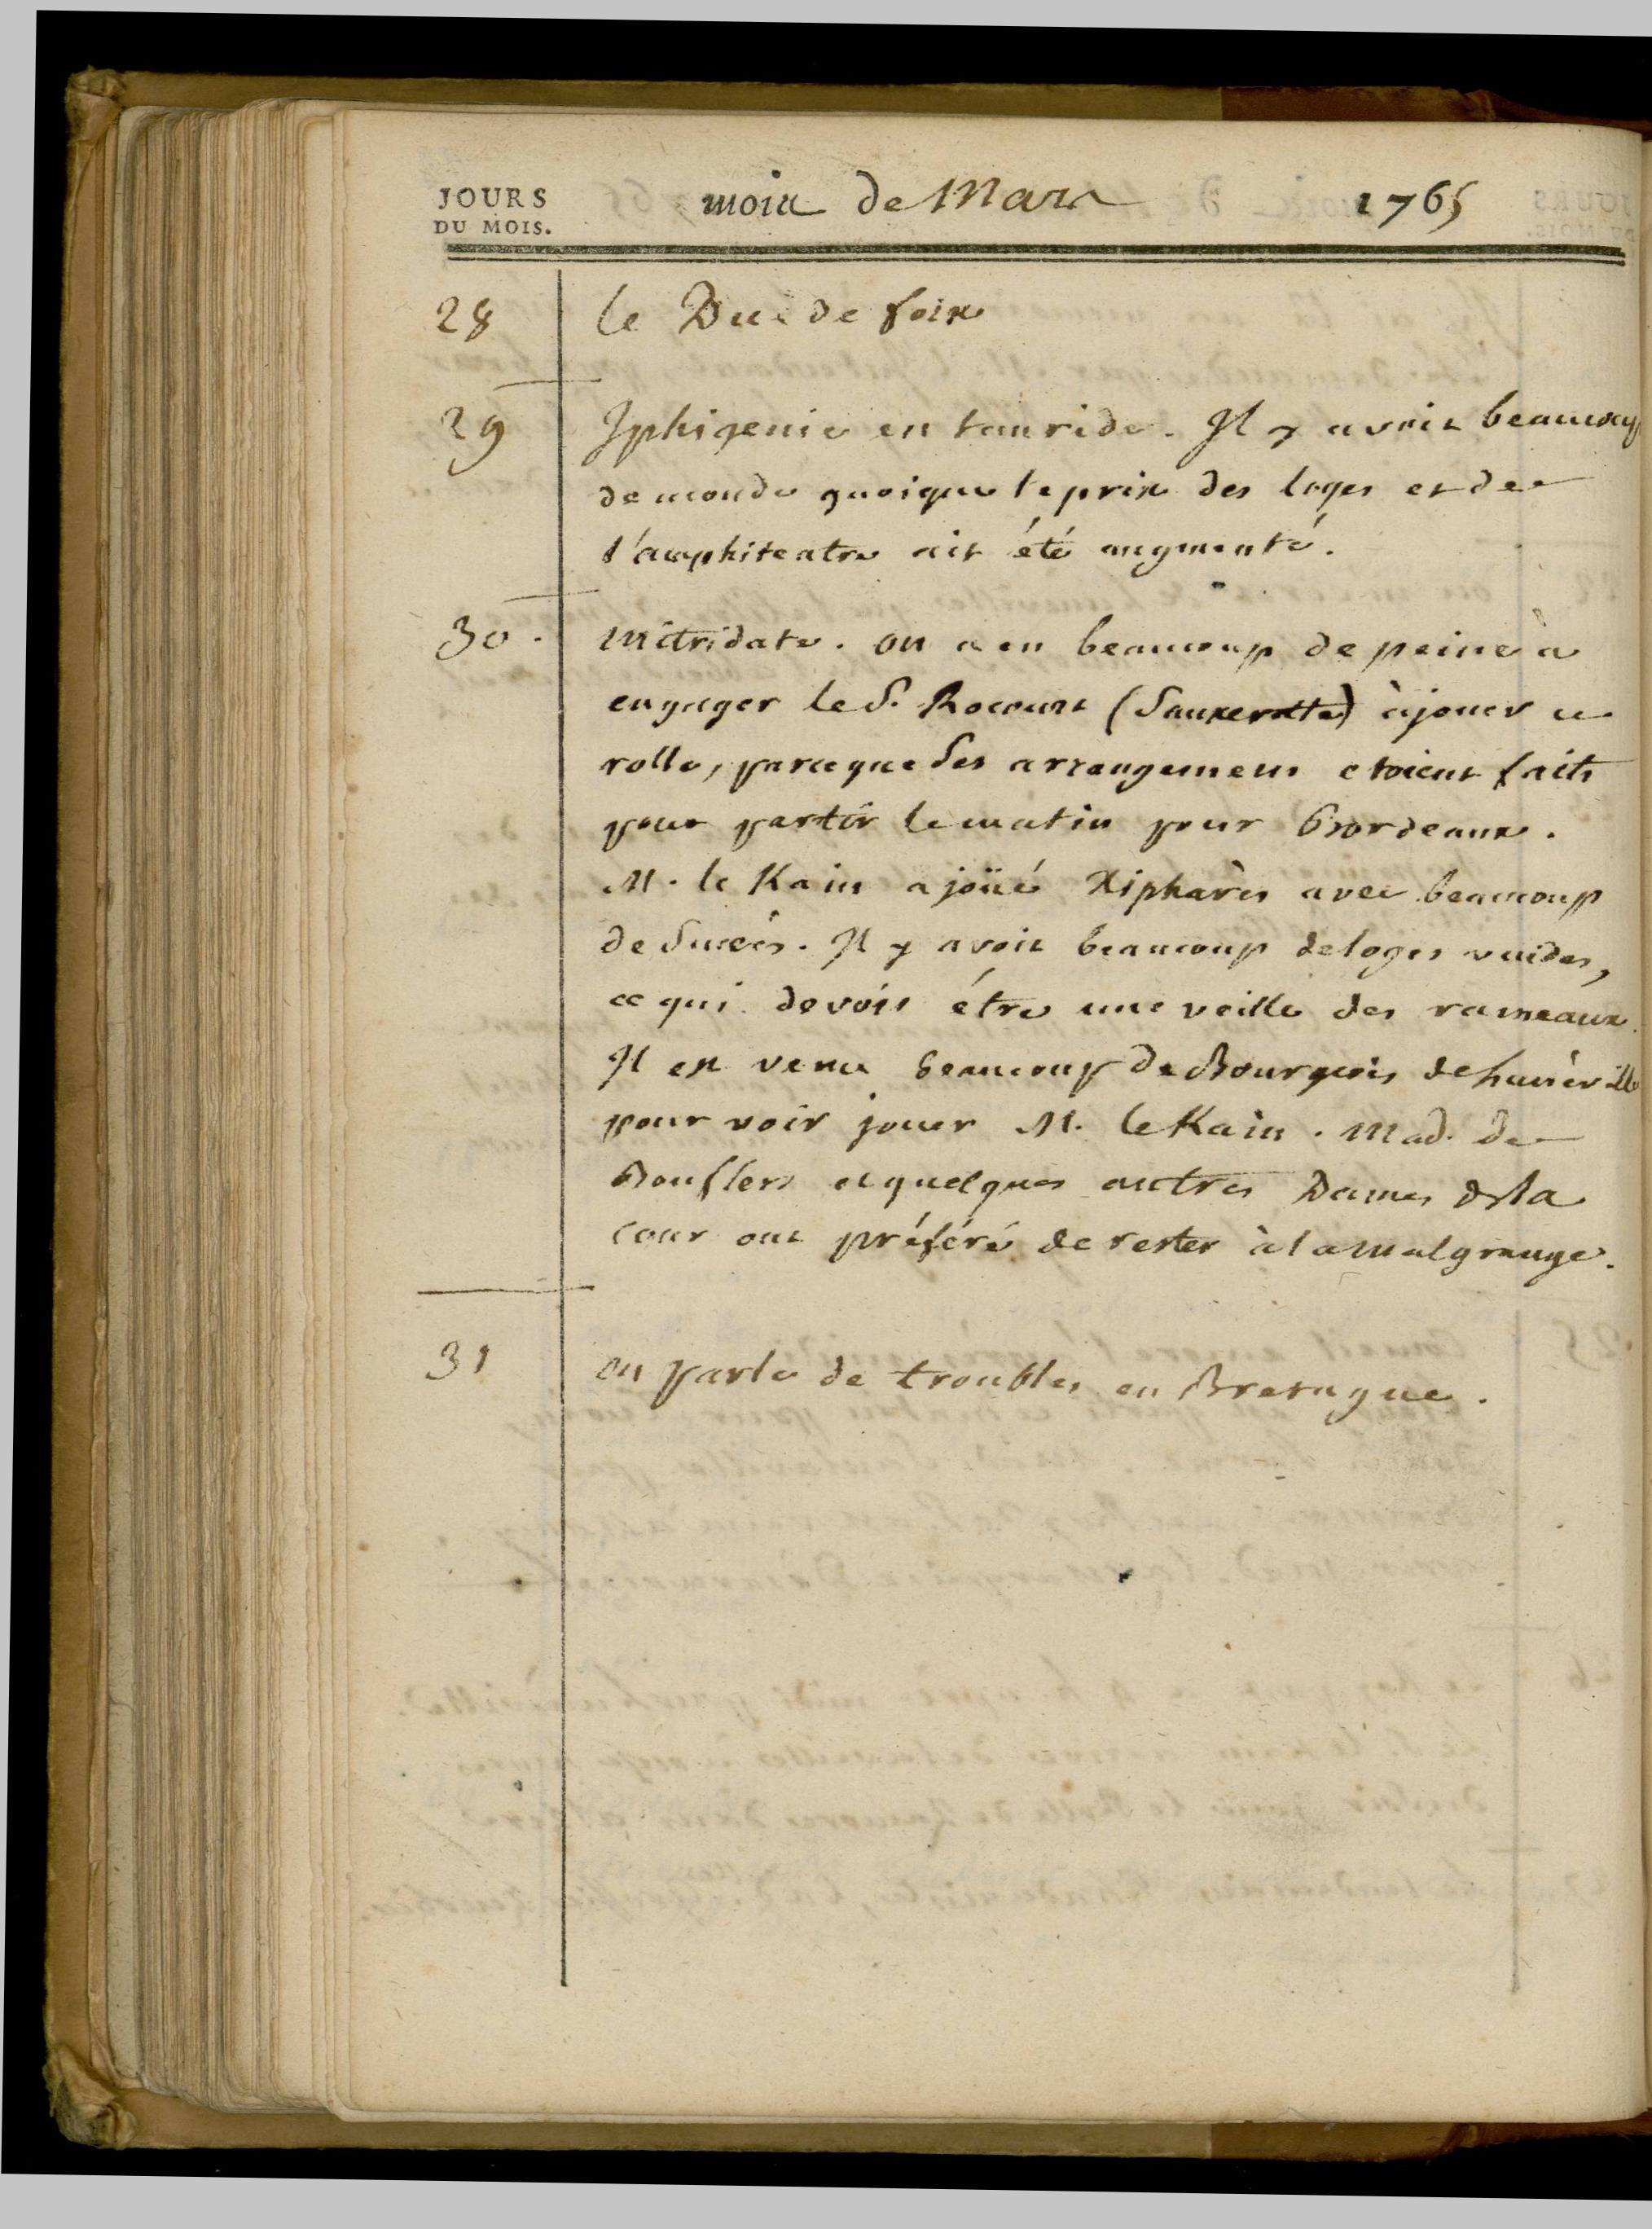 JOURS
DU MOIS.
mois de Mars 1765
28 le Duc de foix
29 Iphigenie en tauride. Il y avoit beaucoup
de monde quoique le prix des loges et de
l'amphiteatre ait été augmenté.
30. Mitridate. on a eu beaucoup de peine a
engager le S. Rocourt (Saucerotte) à jouer ce
rolle, parceque ses arrangemens etoient faits
pour partir le matin pour Bordeaux.
M. le Kain a joüé Xipharès avec beaucoup
de succès. Il y avoit beaucoup de loges vuides,
ce qui devoit étre une veille des rameaux.
Il est venu beaucoup de Bourgeois de Lunéville
pour voir jouer M. le Kain. Mad. de
Bouflers et quelques autres Dames de la
cour ont préféré de rester à la malgrange.
31 on parle de troubles en Bretagne.